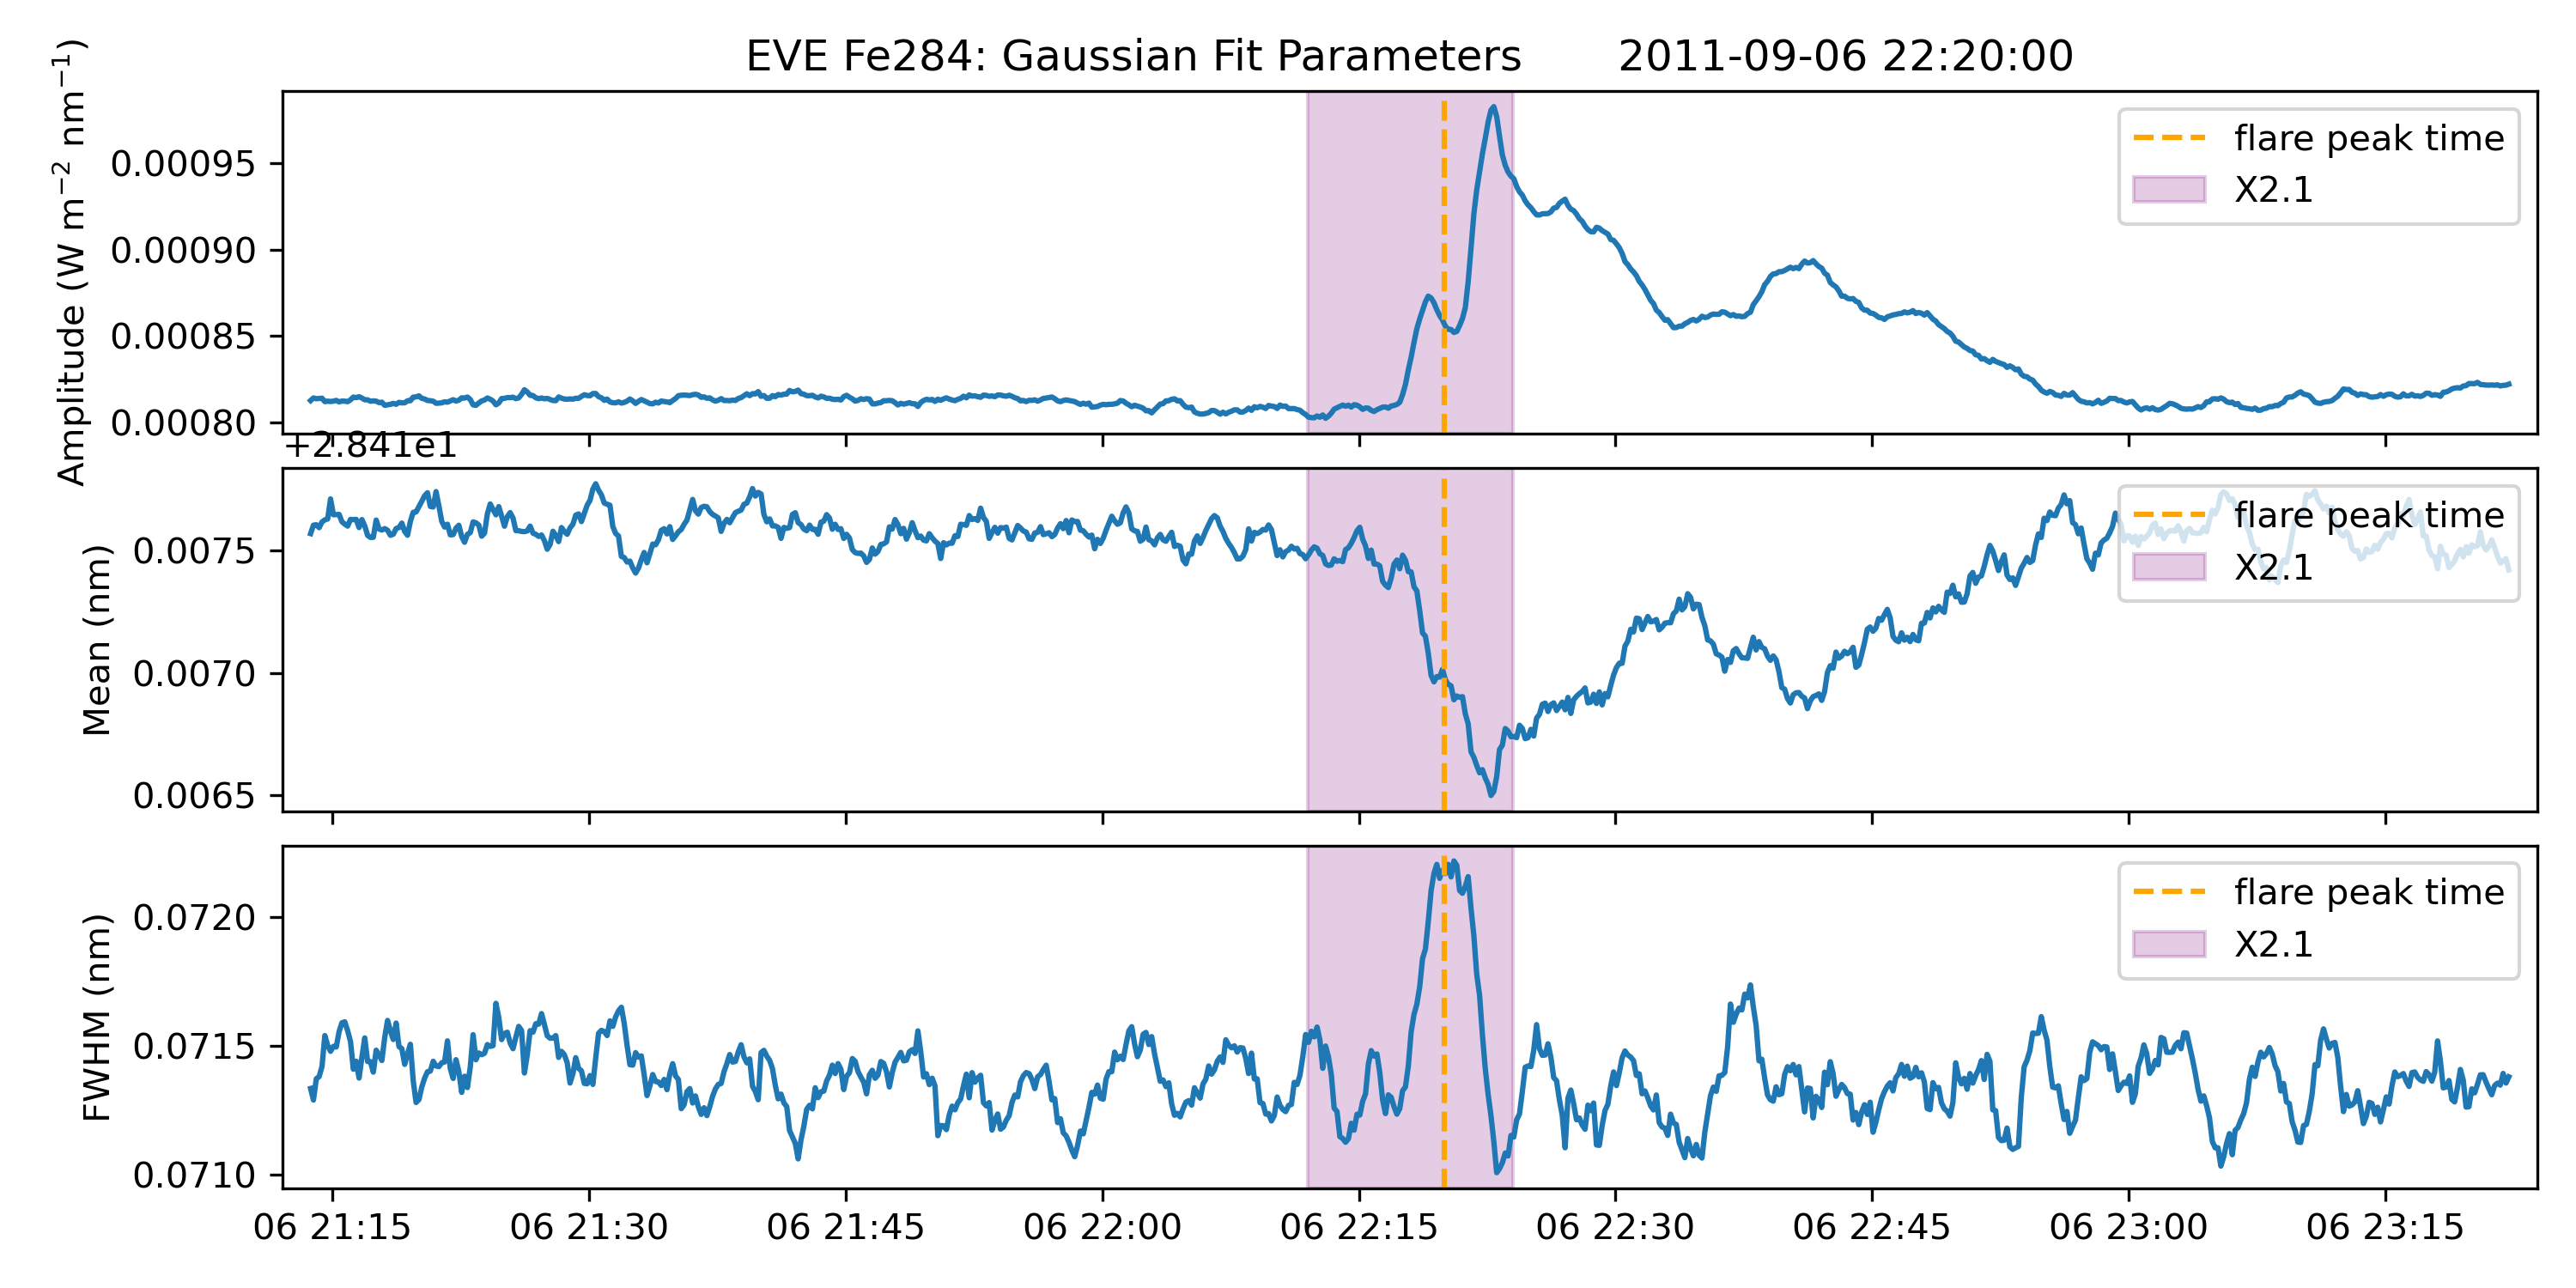 EVE Fe284: Gaussian Fit Parameters 2011-09-06 22:20:00
Amplitude (W m⁻² nm⁻¹)
0.00095
0.00090
0.00085
0.00080
flare peak time
X2.1
+2.841e1
Mean (nm)
0.0075
0.0070
0.0065
flare peak time
X2.1
FWHM (nm)
0.0720
0.0715
0.0710
flare peak time
X2.1
06 21:15 06 21:30 06 21:45 06 22:00 06 22:15 06 22:30 06 22:45 06 23:00 06 23:15